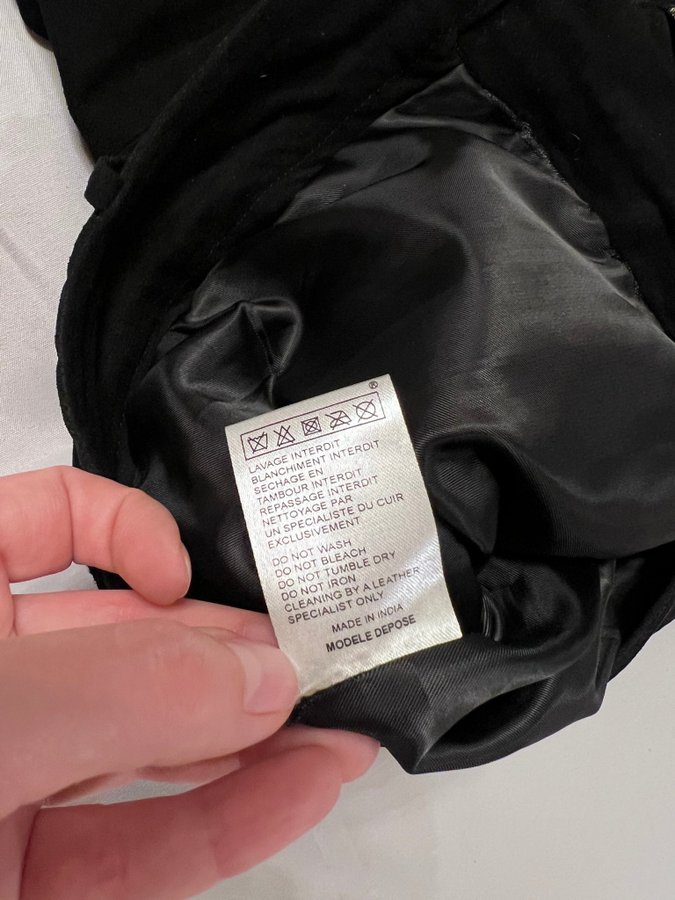 ®
LAVAGE INTERDIT
BLANCHIMENT INTERDIT
SECHAGE EN
TAMBOUR INTERDIT
REPASSAGE INTERDIT
NETTOYAGE PAR
UN SPECIALISTE DU CUIR
EXCLUSIVEMENT
DO NOT WASH
DO NOT BLEACH
DO NOT TUMBLE DRY
DO NOT IRON
CLEANING BY A LEATHER
SPECIALIST ONLY
MADE IN INDIA
MODELE DEPOSE